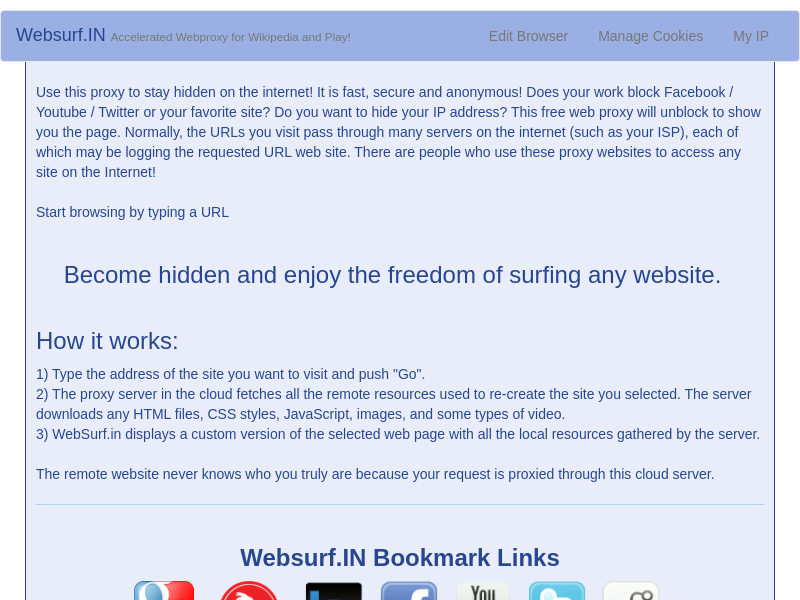 Websurf.IN Accelerated Webproxy for Wikipedia and Play! Edit Browser Manage Cookies My IP
Use this proxy to stay hidden on the internet! It is fast, secure and anonymous! Does your work block Facebook /
Youtube / Twitter or your favorite site? Do you want to hide your IP address? This free web proxy will unblock to show
you the page. Normally, the URLs you visit pass through many servers on the internet (such as your ISP), each of
which may be logging the requested URL web site. There are people who use these proxy websites to access any
site on the Internet!
Start browsing by typing a URL
Become hidden and enjoy the freedom of surfing any website.
How it works:
1) Type the address of the site you want to visit and push "Go".
2) The proxy server in the cloud fetches all the remote resources used to re-create the site you selected. The server
downloads any HTML files, CSS styles, JavaScript, images, and some types of video.
3) WebSurf.in displays a custom version of the selected web page with all the local resources gathered by the server.
The remote website never knows who you truly are because your request is proxied through this cloud server.
Websurf.IN Bookmark Links
You